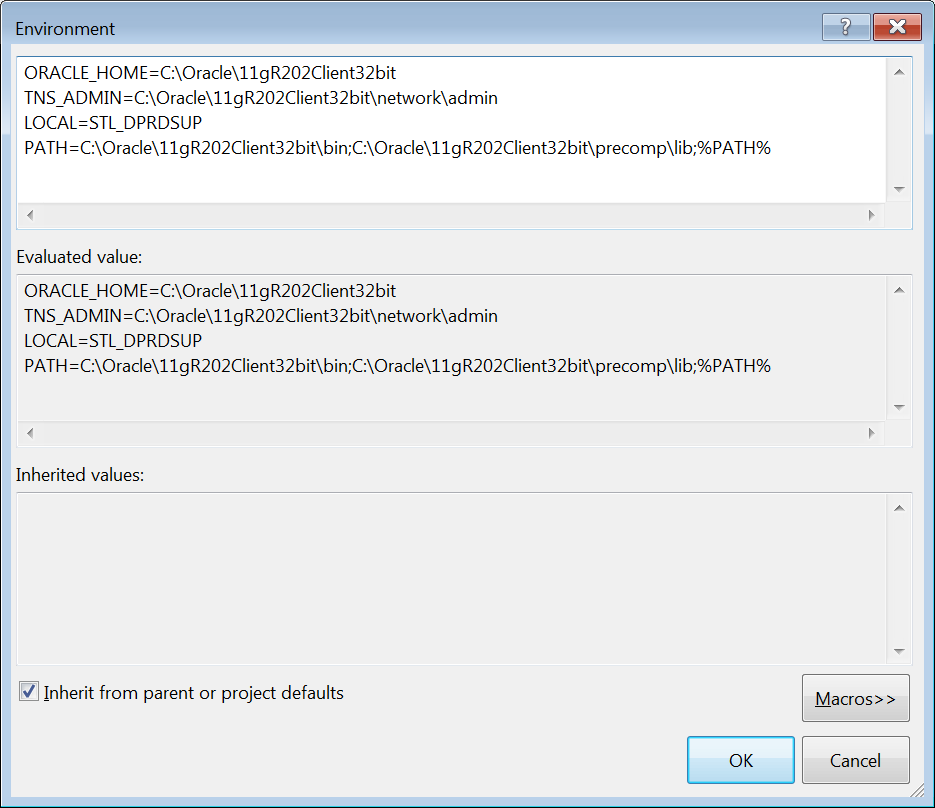 Environment
?
ORACLE_HOME=C:\Oracle\11gR202Client32bit
TNS_ADMIN=C:\Oracle\11gR202Client32bit\network\admin
LOCAL=STL_DPRDSUP
PATH=C:\Oracle\11gR202Client32bit\bin;C:\Oracle\11gR202Client32bit\precomp\lib;%PATH%
Evaluated value:
ORACLE_HOME=C:\Oracle\11gR202Client32bit
TNS_ADMIN=C:\Oracle\11gR202Client32bit\network\admin
LOCAL=STL_DPRDSUP
PATH=C:\Oracle\11gR202Client32bit\bin;C:\Oracle\11gR202Client32bit\precomp\lib;%PATH%
Inherited values:
Inherit from parent or project defaults
Macros>>
OK
Cancel